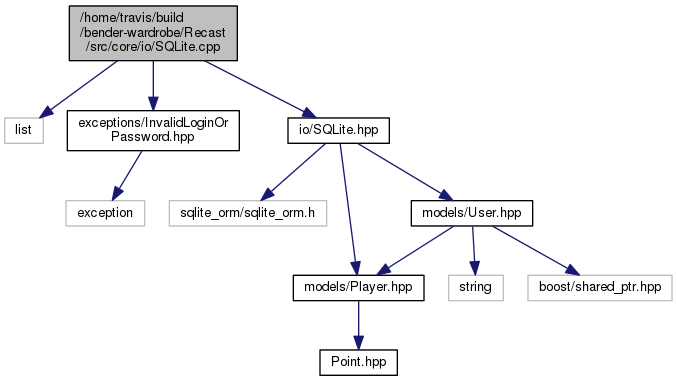 /home/travis/build
/bender-wardrobe/Recast
/src/core/io/SQLite.cpp
list
exceptions/InvalidLoginOr
Password.hpp
io/SQLite.hpp
exception
sqlite_orm/sqlite_orm.h
models/User.hpp
models/Player.hpp
string
boost/shared_ptr.hpp
Point.hpp